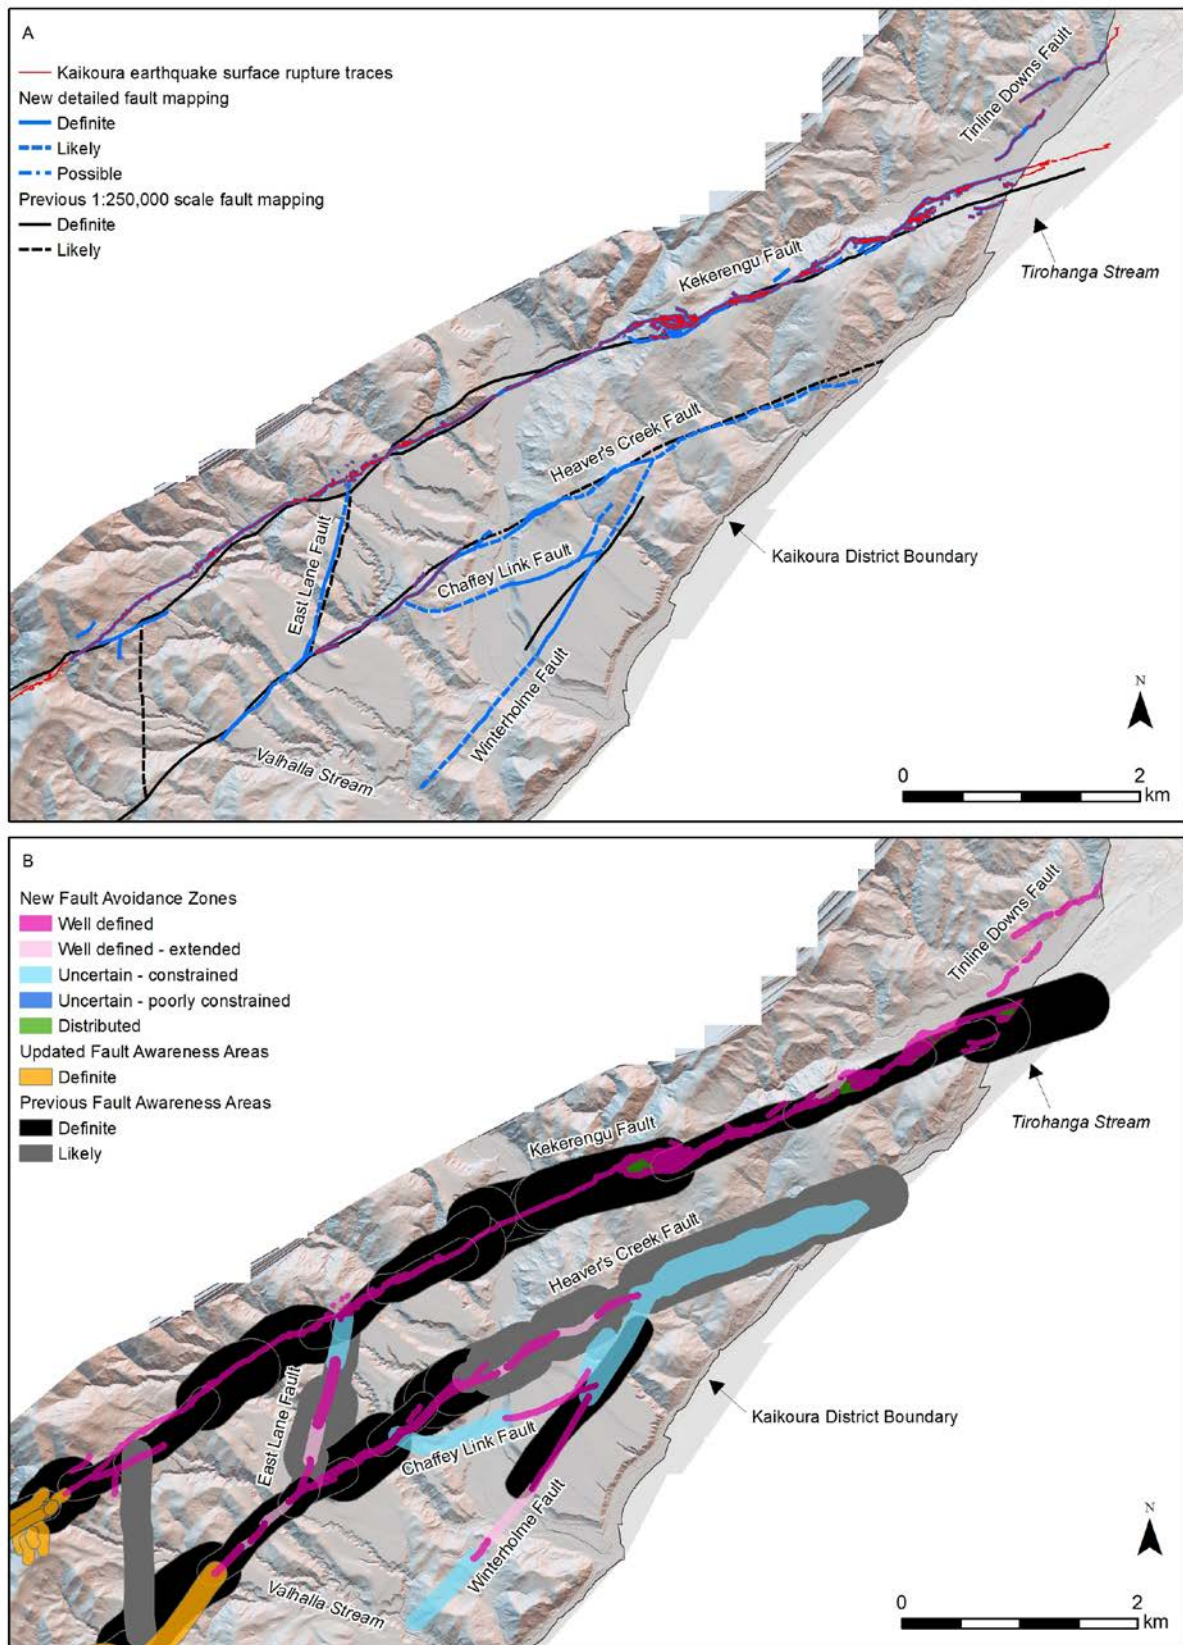 A
Kaikoura earthquake surface rupture traces
New detailed fault mapping
Definite
Likely
Possible
Previous 1:250,000 scale fault mapping
Definite
Likely
Tinline Downs Fault
Kekerengu Fault
Tirohanga Stream
Heaver's Creek Fault
East Lane Fault
Chaffey Link Fault
Kaikoura District Boundary
Winterholme Fault
Valhalla Stream
N
0 2
km
B
New Fault Avoidance Zones
Well defined
Well defined - extended
Uncertain - constrained
Uncertain - poorly constrained
Distributed
Updated Fault Awareness Areas
Definite
Previous Fault Awareness Areas
Definite
Likely
Tinline Downs Fault
Tirohanga Stream
Kekerengu Fault
Heaver's Creek Fault
East Lane Fault
Chaffey Link Fault
Kaikoura District Boundary
Winterholme Fault
Valhalla Stream
N
0 2
km